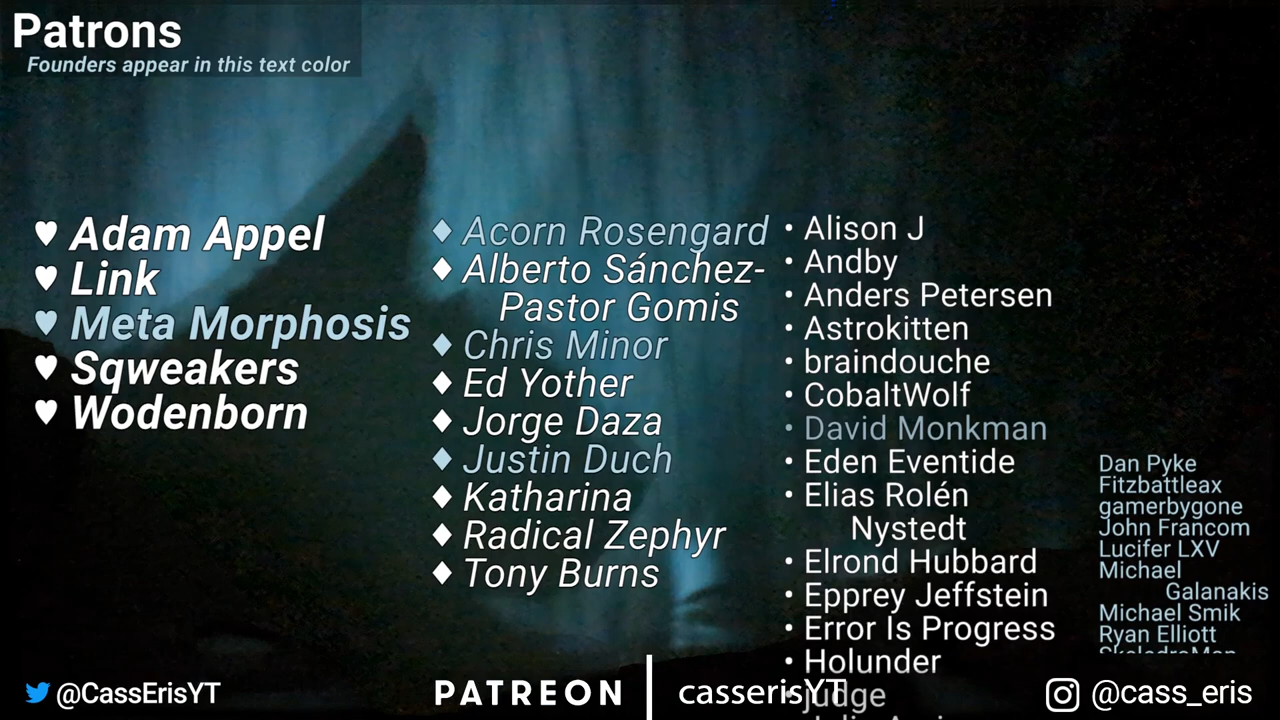 Patrons
Founders appear in this text color
♥ Adam Appel
♥ Link
♥ Meta Morphosis
♥ Sqweakers
♥ Wodenborn
♦ Acorn Rosengard
♦ Alberto Sánchez-
Pastor Gomis
♦ Chris Minor
♦ Ed Yother
♦ Jorge Daza
♦ Justin Duch
♦ Katharina
♦ Radical Zephyr
♦ Tony Burns
• Alison J
• Andby
• Anders Petersen
• Astrokitten
• braindouche
• CobaltWolf
• David Monkman
• Eden Eventide
• Elias Rolén
Nystedt
• Elrond Hubbard
• Epprey Jeffstein
• Error Is Progress
• Holunder
• judge
Dan Pyke
Fitzbattleax
gamerbygone
John Francom
Lucifer LXV
Michael
Galanakis
Michael Smik
Ryan Elliott
@CassErisYT
PATREON | casserisYT
@cass_eris